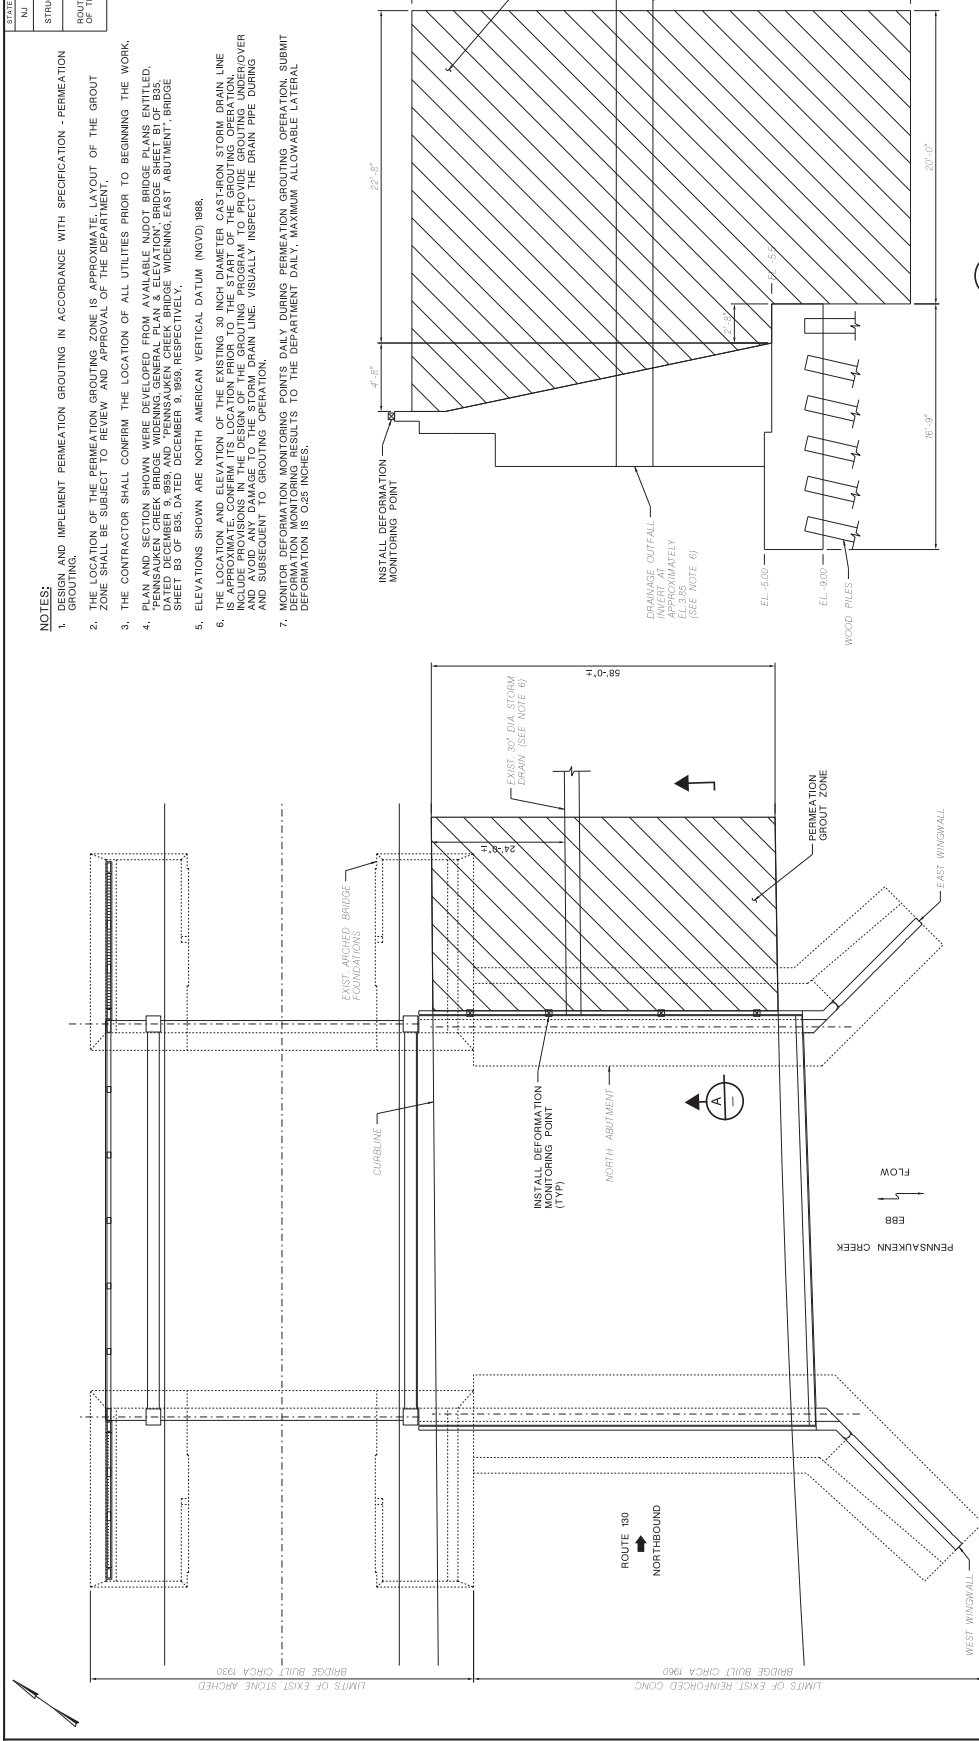 STATE
NJ
NOTES:
1. DESIGN AND IMPLEMENT PERMEATION GROUTING IN ACCORDANCE WITH SPECIFICATION - PERMEATION
GROUTING.
2. THE LOCATION OF THE PERMEATION GROUTING ZONE IS APPROXIMATE. LAYOUT OF THE GROUT
ZONE SHALL BE SUBJECT TO REVIEW AND APPROVAL OF THE DEPARTMENT.
3. THE CONTRACTOR SHALL CONFIRM THE LOCATION OF ALL UTILITIES PRIOR TO BEGINNING THE WORK.
4. PLAN AND SECTION SHOWN WERE DEVELOPED FROM AVAILABLE NJDOT BRIDGE PLANS ENTITLED,
"PENNSAUKEN CREEK BRIDGE WIDENING, GENERAL PLAN & ELEVATION", BRIDGE SHEET B1 OF B35,
DATED DECEMBER 9, 1959, AND "PENNSAUKEN CREEK BRIDGE WIDENING, EAST ABUTMENT", BRIDGE
SHEET B3 OF B35, DATED DECEMBER 9, 1959, RESPECTIVELY.
5. ELEVATIONS SHOWN ARE NORTH AMERICAN VERTICAL DATUM (NGVD) 1988.
6. THE LOCATION AND ELEVATION OF THE EXISTING 30 INCH DIAMETER CAST-IRON STORM DRAIN LINE
IS APPROXIMATE. CONFIRM ITS LOCATION PRIOR TO THE START OF THE GROUTING OPERATION.
INCLUDE PROVISIONS IN THE DESIGN OF THE GROUTING PROGRAM TO PROVIDE GROUTING UNDER/OVER
AND AVOID ANY DAMAGE TO THE STORM DRAIN LINE. VISUALLY INSPECT THE DRAIN PIPE DURING
AND SUBSEQUENT TO GROUTING OPERATION.
7. MONITOR DEFORMATION MONITORING POINTS DAILY DURING PERMEATION GROUTING OPERATION. SUBMIT
DEFORMATION MONITORING RESULTS TO THE DEPARTMENT DAILY. MAXIMUM ALLOWABLE LATERAL
DEFORMATION IS 0.25 INCHES.
22'-8"
4'-8"
INSTALL DEFORMATION
MONITORING POINT
2'-8"
20'-0"
16'-9"
DRAINAGE OUTFALL
INVERT AT
APPROXIMATELY
EL 3.85
(SEE NOTE 6)
EL. -5.00
EL. -9.00
WOOD PILES
58'-0"±
EXIST. 30" DIA STORM
DRAIN (SEE NOTE 6)
24'-0"±
PERMEATION
GROUT ZONE
EAST WINGWALL
EXIST. ARCHED BRIDGE
FOUNDATIONS
CURBLINE
INSTALL DEFORMATION
MONITORING POINT
(TYP)
NORTH ABUTMENT
A
FLOW
EBB
PENNSAUKENN CREEK
ROUTE 130
NORTHBOUND
WEST WINGWALL
LIMITS OF EXIST. STONE ARCHED
BRIDGE BUILT CIRCA 1930
LIMITS OF EXIST. REINFORCED CONC
BRIDGE BUILT CIRCA 1960